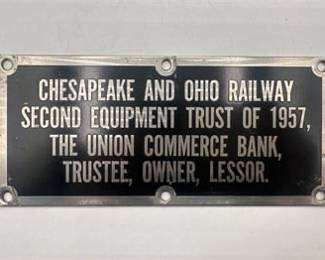 CHESAPEAKE AND OHIO RAILWAY
SECOND EQUIPMENT TRUST OF 1957,
THE UNION COMMERCE BANK,
TRUSTEE, OWNER, LESSOR.